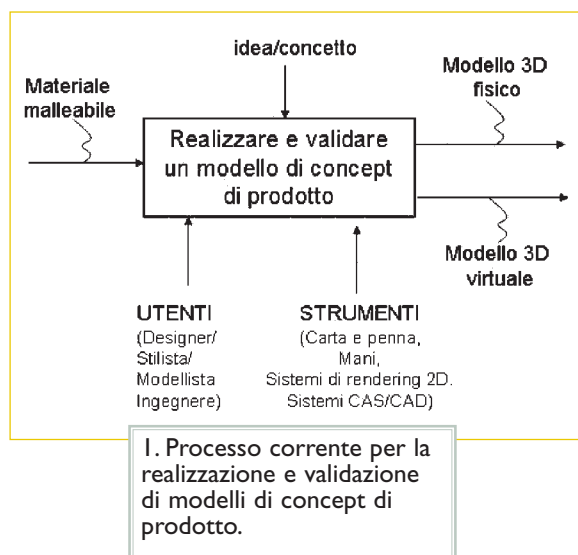 idea/concetto
Materiale
malleabile
Modello 3D
fisico
Realizzare e validare
un modello di concept
di prodotto
Modello 3D
virtuale
UTENTI
(Designer/
Stilista/
Modellista
Ingegnere)
STRUMENTI
(Carta e penna,
Mani,
Sistemi di rendering 2D.
Sistemi CAS/CAD)
1. Processo corrente per la
realizzazione e validazione
di modelli di concept di
prodotto.